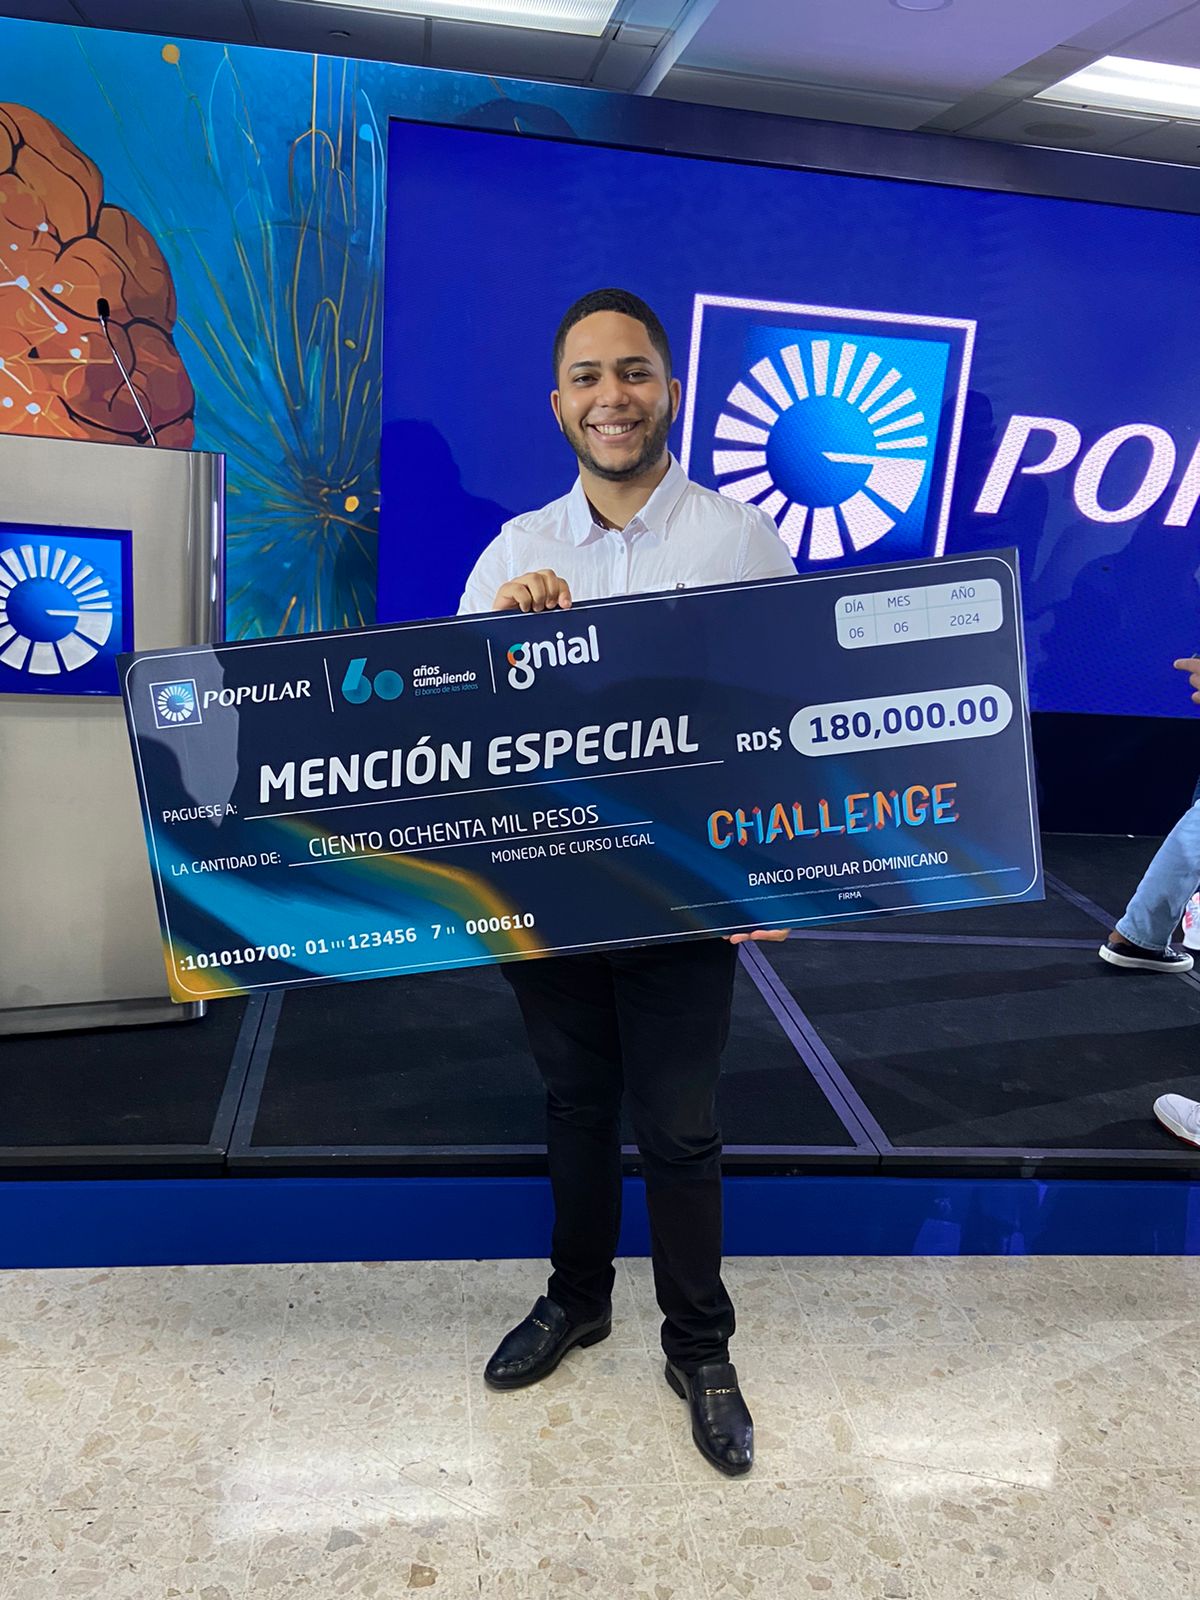 POPULAR
POPULAR
60 años cumpliendo
El banco de las ideas
gnial
DÍA MES AÑO
06 06 2024
PAGUESE A: MENCIÓN ESPECIAL RD$ 180,000.00
LA CANTIDAD DE: CIENTO OCHENTA MIL PESOS
MONEDA DE CURSO LEGAL
CHALLENGE
BANCO POPULAR DOMINICANO
FIRMA
:101010700: 01 ''' 123456 7 '' 000610